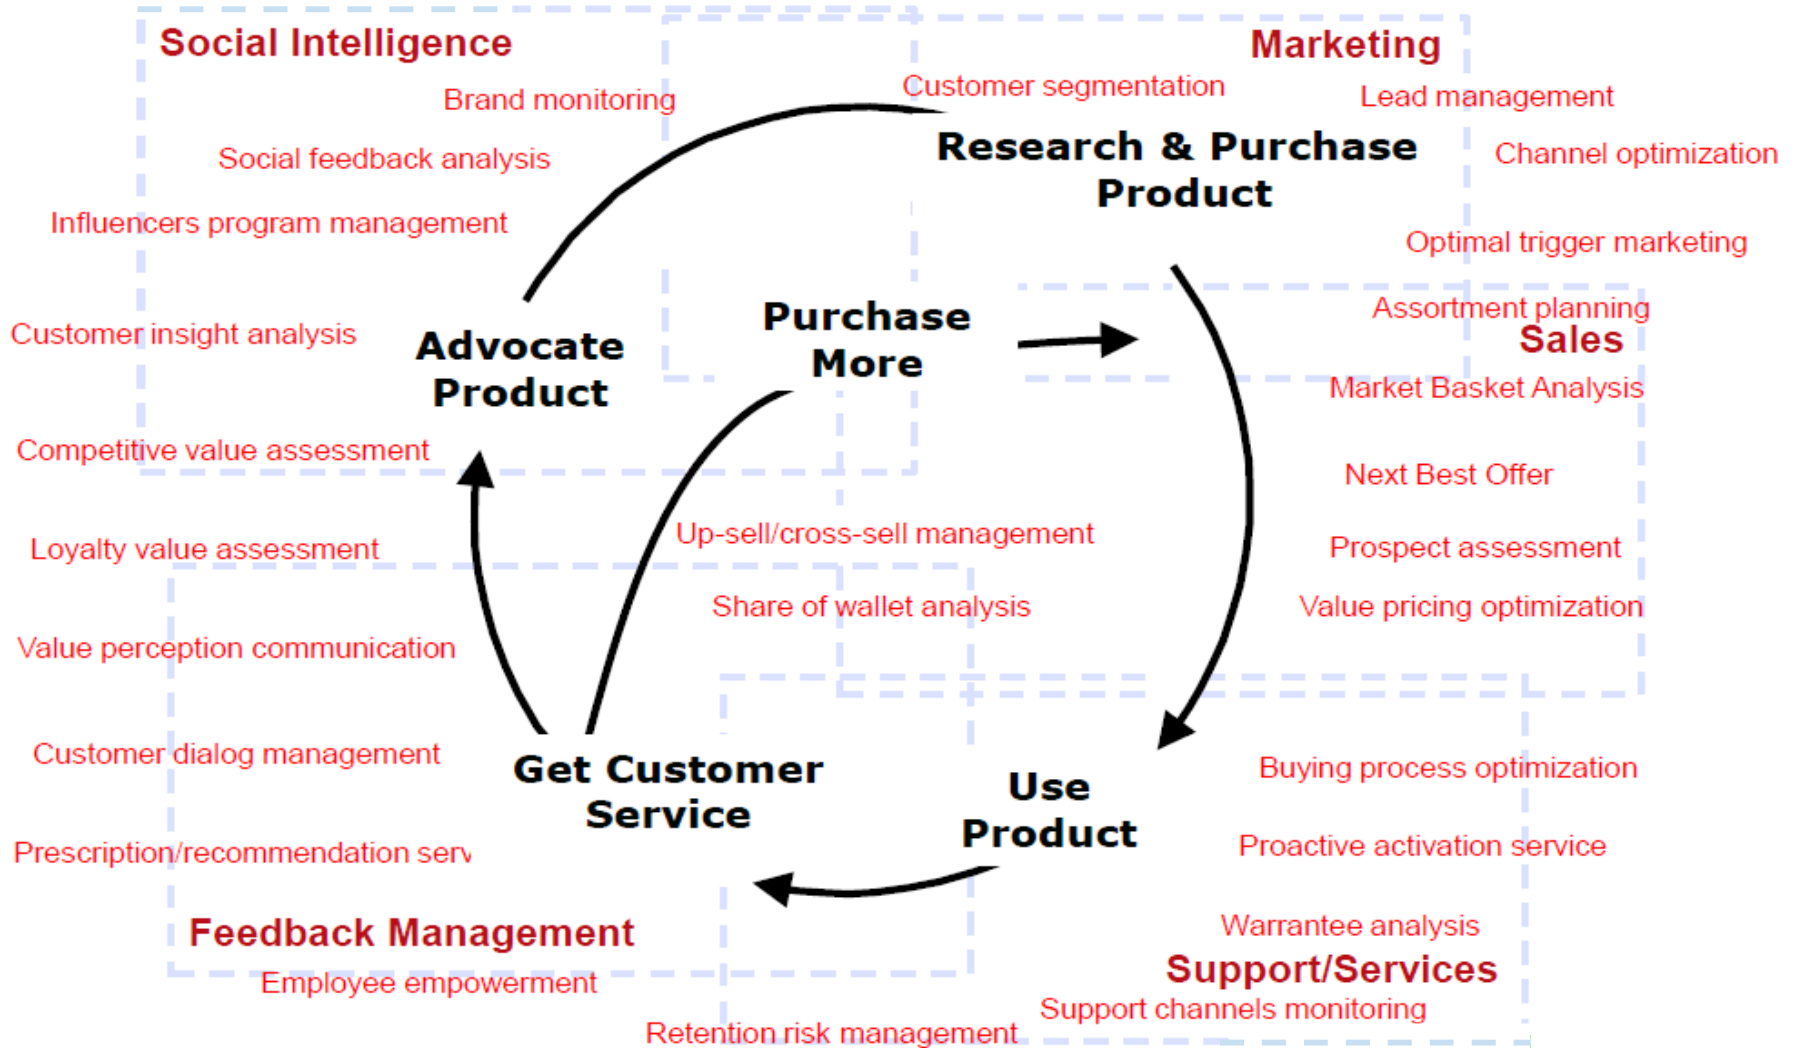 Social Intelligence
Marketing
Brand monitoring
Customer segmentation
Lead management
Research & Purchase
Product
Channel optimization
Social feedback analysis
Influencers program management
Optimal trigger marketing
Assortment planning
Sales
Customer insight analysis
Advocate
Product
Purchase
More
Market Basket Analysis
Competitive value assessment
Next Best Offer
Loyalty value assessment
Up-sell/cross-sell management
Prospect assessment
Share of wallet analysis
Value pricing optimization
Value perception communication
Customer dialog management
Get Customer
Service
Use
Product
Buying process optimization
Prescription/recommendation serv
Proactive activation service
Feedback Management
Warrantee analysis
Support/Services
Employee empowerment
Support channels monitoring
Retention risk management